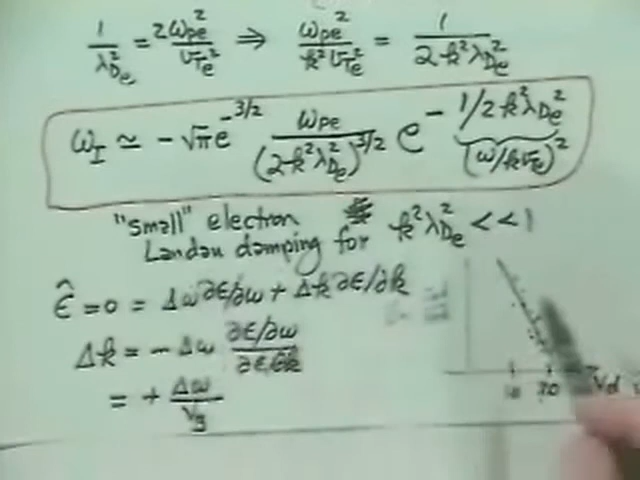 1/λ_De² = 2ω_pe²/v_Te² ⇒ ω_pe²/k²v_Te² = 1/2k²λ_De²
ω_I ≃ -√π e^(-3/2) ω_pe/(2k²λ_De²)^(3/2) e^(-1/2k²λ_De²)
(ω/kv_Te)²
"small" electron
Landau damping for k²λ_De² << 1
ε̂ = 0 = Δω ∂ε/∂ω + Δk ∂ε/∂k
Δk = -Δω (∂ε/∂ω)/(∂ε/∂k)
= + Δω/v_g
10 20 Vd